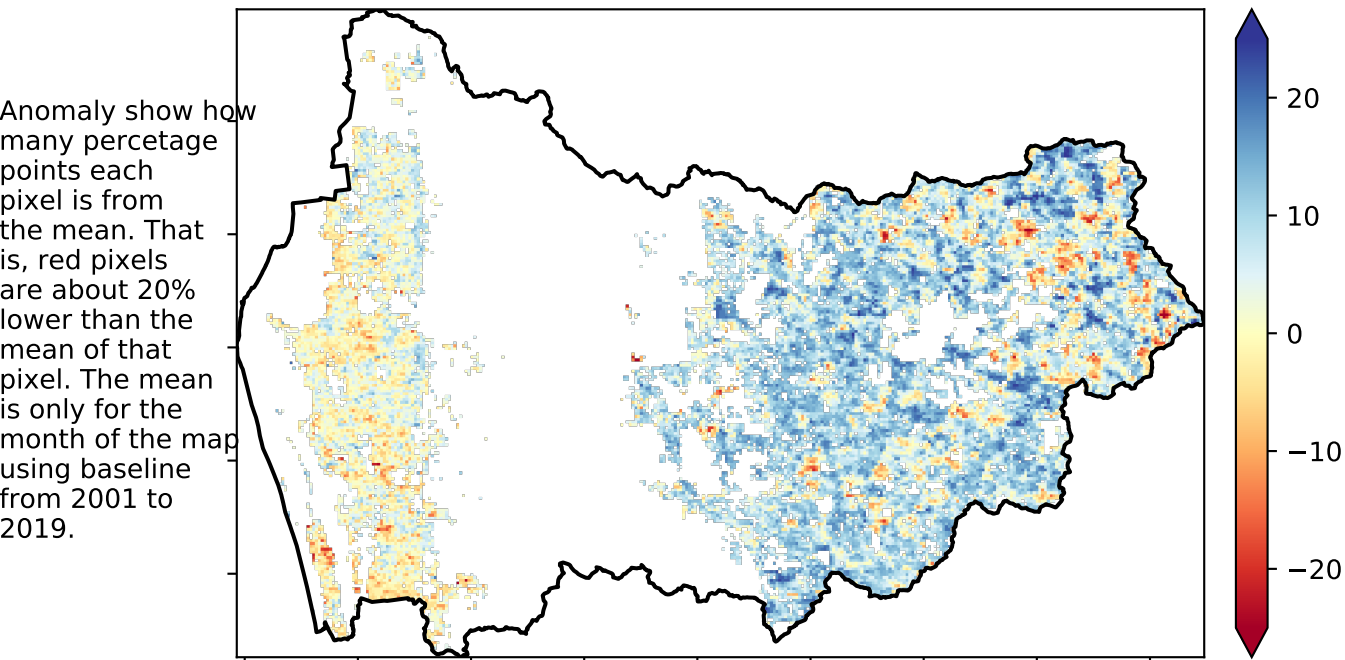 Anomaly show how
many percetage
points each
pixel is from
the mean. That
is, red pixels
are about 20%
lower than the
mean of that
pixel. The mean
is only for the
month of the map
using baseline
from 2001 to
2019.
20
10
0
−10
−20